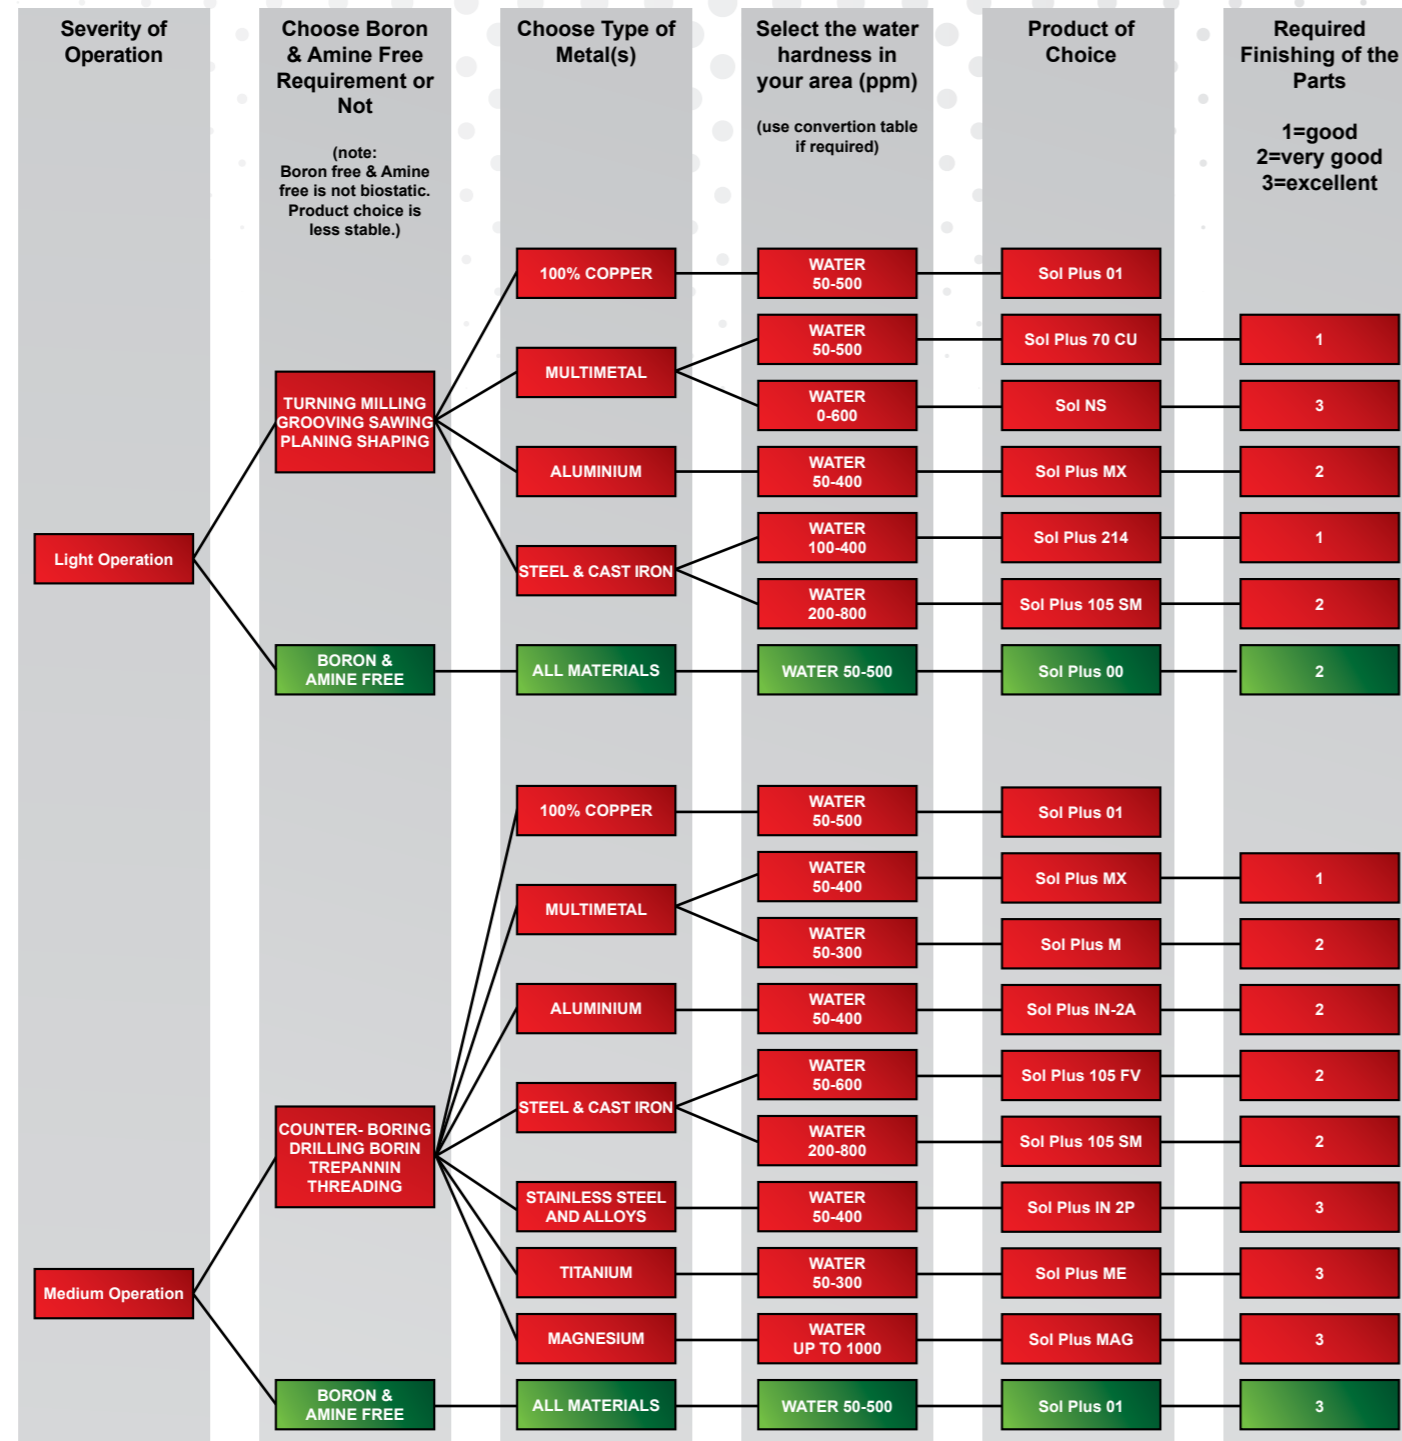 Severity of
Operation
Choose Boron
& Amine Free
Requirement or
Not
(note:
Boron free & Amine
free is not biostatic.
Product choice is
less stable.)
Choose Type of
Metal(s)
Select the water
hardness in
your area (ppm)
(use convertion table
if required)
Product of
Choice
Required
Finishing of the
Parts
1=good
2=very good
3=excellent
Light Operation
TURNING MILLING
GROOVING SAWING
PLANING SHAPING
100% COPPER
WATER
50-500
Sol Plus 01
MULTIMETAL
WATER
50-500
Sol Plus 70 CU
1
WATER
0-600
Sol NS
3
ALUMINIUM
WATER
50-400
Sol Plus MX
2
STEEL & CAST IRON
WATER
100-400
Sol Plus 214
1
WATER
200-800
Sol Plus 105 SM
2
BORON &
AMINE FREE
ALL MATERIALS
WATER 50-500
Sol Plus 00
2
Medium Operation
COUNTER- BORING
DRILLING BORIN
TREPANNIN
THREADING
100% COPPER
WATER
50-500
Sol Plus 01
MULTIMETAL
WATER
50-400
Sol Plus MX
1
WATER
50-300
Sol Plus M
2
ALUMINIUM
WATER
50-400
Sol Plus IN-2A
2
STEEL & CAST IRON
WATER
50-600
Sol Plus 105 FV
2
WATER
200-800
Sol Plus 105 SM
2
STAINLESS STEEL
AND ALLOYS
WATER
50-400
Sol Plus IN 2P
3
TITANIUM
WATER
50-300
Sol Plus ME
3
MAGNESIUM
WATER
UP TO 1000
Sol Plus MAG
3
BORON &
AMINE FREE
ALL MATERIALS
WATER 50-500
Sol Plus 01
3